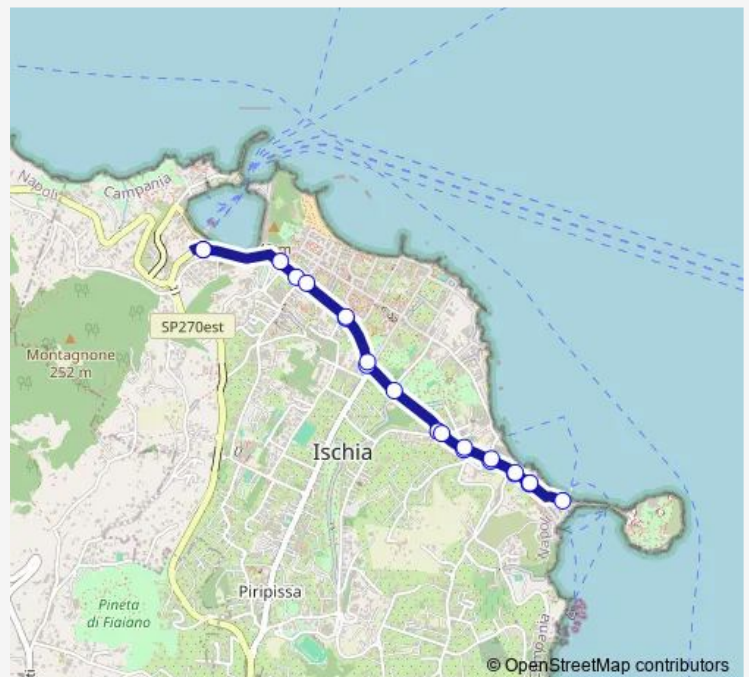 Napoli
Campania
SP270est
Montagnone
252 m
Ischia
Piripissa
Pineta
di Fiaiano
© OpenStreetMap contributors